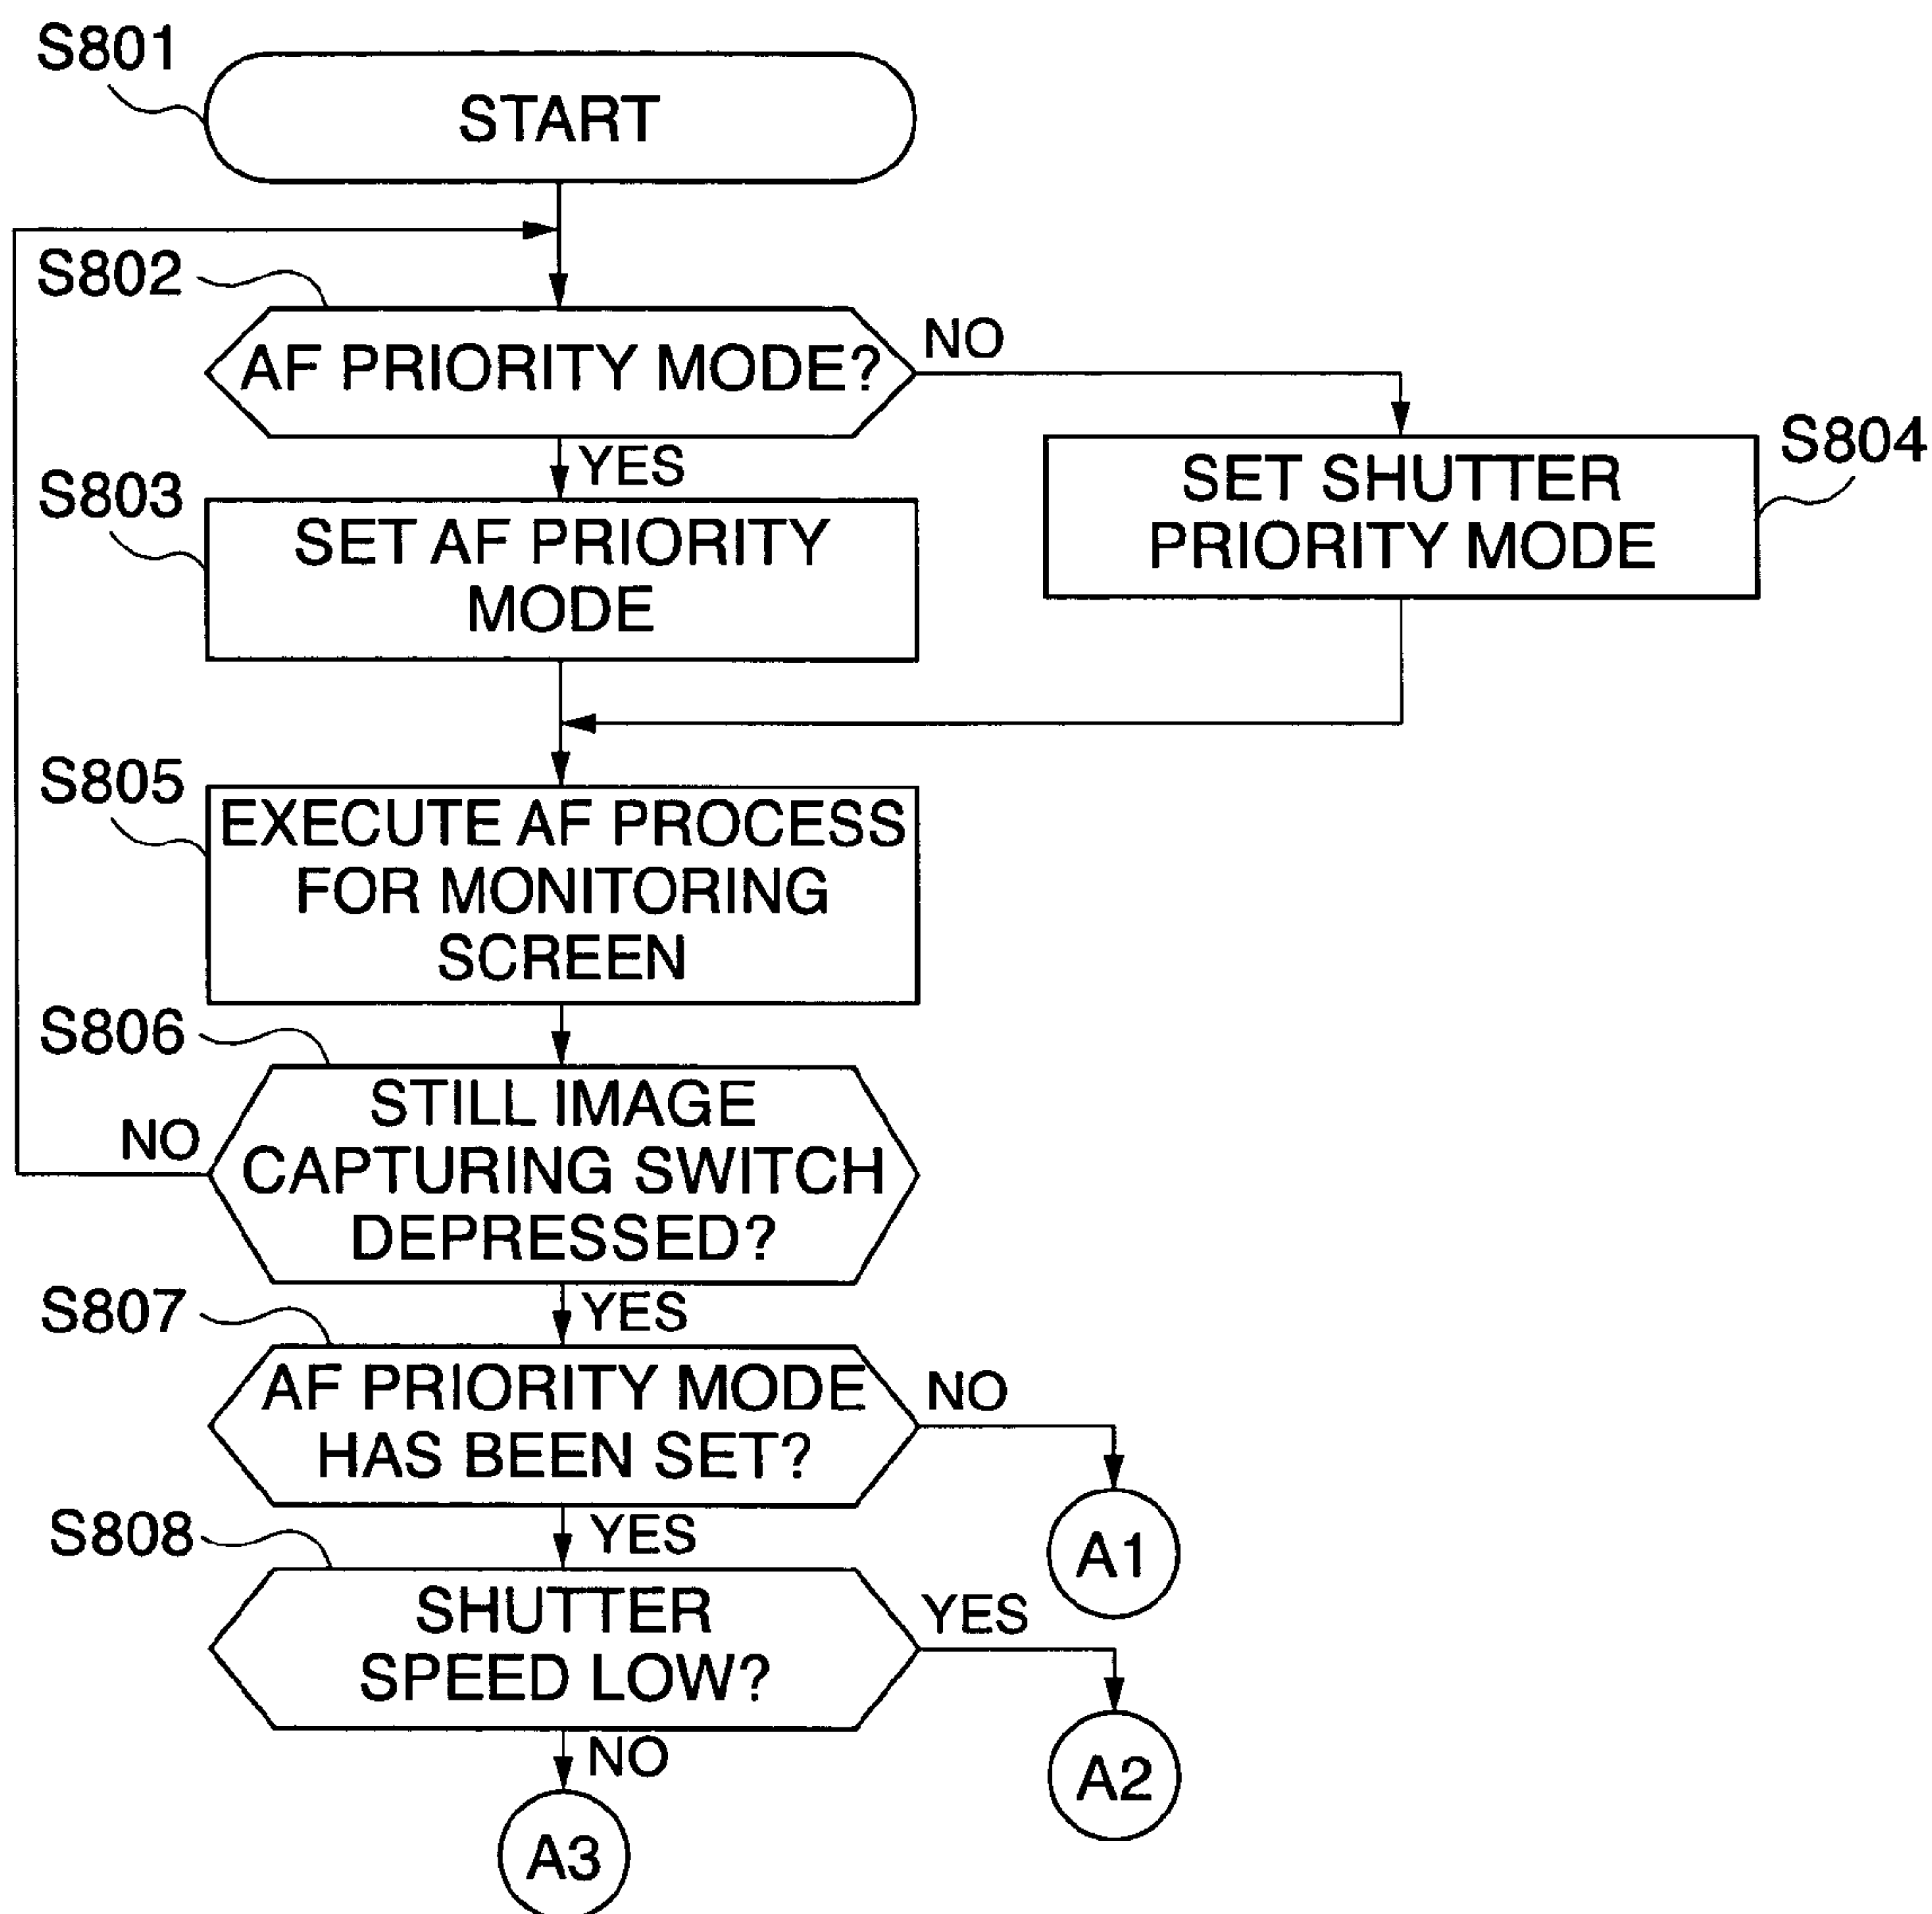 S801
START
S802
AF PRIORITY MODE?
NO
YES
S803
SET AF PRIORITY
MODE
S804
SET SHUTTER
PRIORITY MODE
S805
EXECUTE AF PROCESS
FOR MONITORING
SCREEN
S806
STILL IMAGE
CAPTURING SWITCH
DEPRESSED?
NO
YES
S807
AF PRIORITY MODE
HAS BEEN SET?
NO
A1
YES
S808
SHUTTER
SPEED LOW?
YES
A2
NO
A3